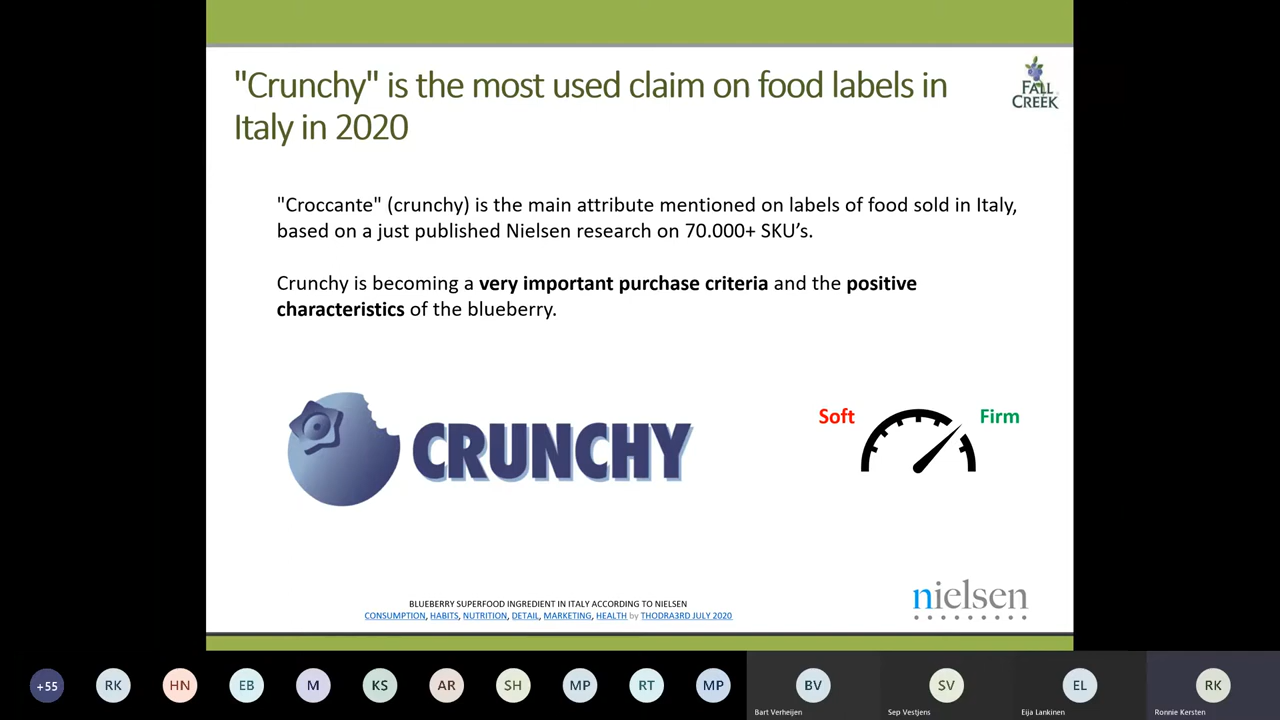 "Crunchy" is the most used claim on food labels in
Italy in 2020
FALL
CREEK
"Croccante" (crunchy) is the main attribute mentioned on labels of food sold in Italy,
based on a just published Nielsen research on 70.000+ SKU’s.
Crunchy is becoming a very important purchase criteria and the positive
characteristics of the blueberry.
CRUNCHY
Soft
Firm
BLUEBERRY SUPERFOOD INGREDIENT IN ITALY ACCORDING TO NIELSEN
CONSUMPTION, HABITS, NUTRITION, DETAIL, MARKETING, HEALTH by THODRA3RD JULY 2020
nielsen
+55
RK
HN
EB
M
KS
AR
SH
MP
RT
MP
BV
Bart Verheijen
SV
Sep Vestjens
EL
Eija Lankinen
RK
Ronnie Kersten